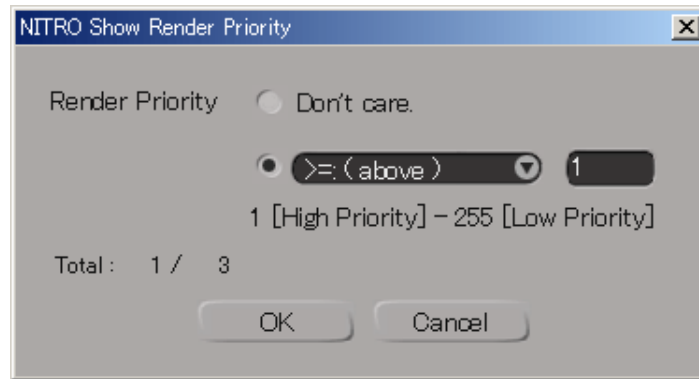 NITRO Show Render Priority
Render Priority Don't care.
>=:(above) 1
1 [High Priority] - 255 [Low Priority]
Total : 1 / 3
OK Cancel